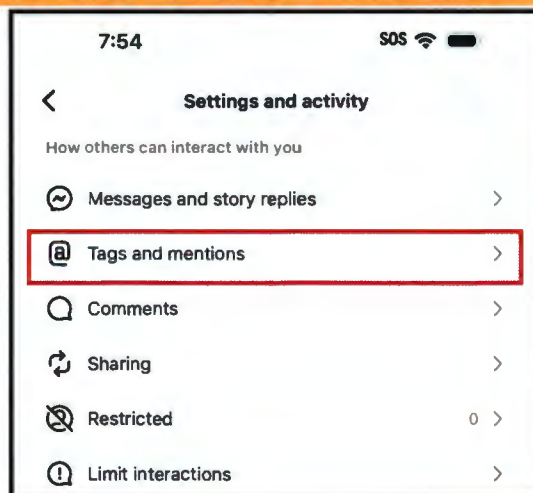 7:54 SOS
Settings and activity
How others can interact with you
Messages and story replies
Tags and mentions
Comments
Sharing
Restricted 0
Limit interactions